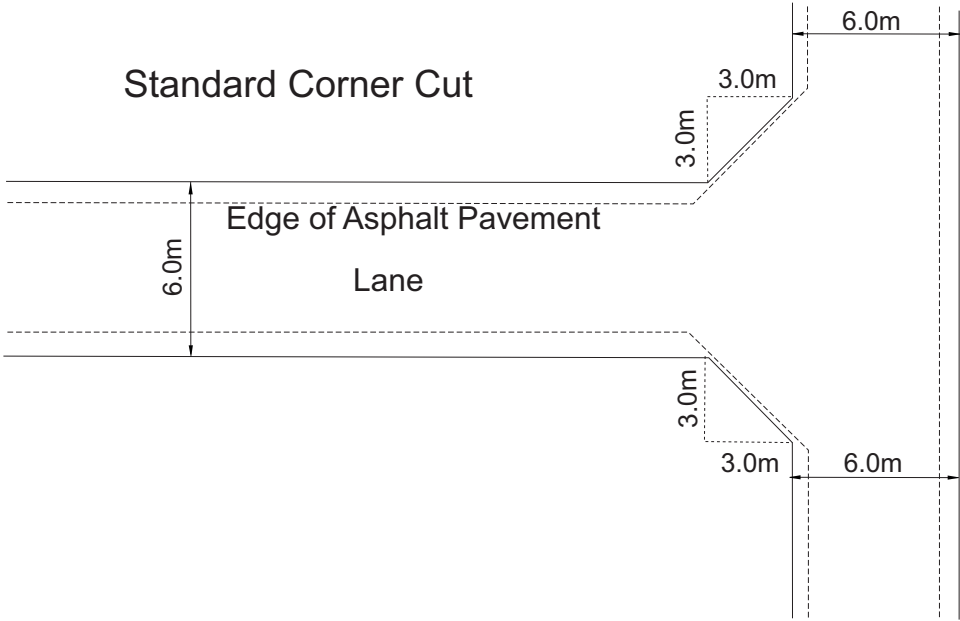 6.0m
3.0m
Standard Corner Cut
3.0m
Edge of Asphalt Pavement
6.0m
Lane
3.0m
3.0m
6.0m